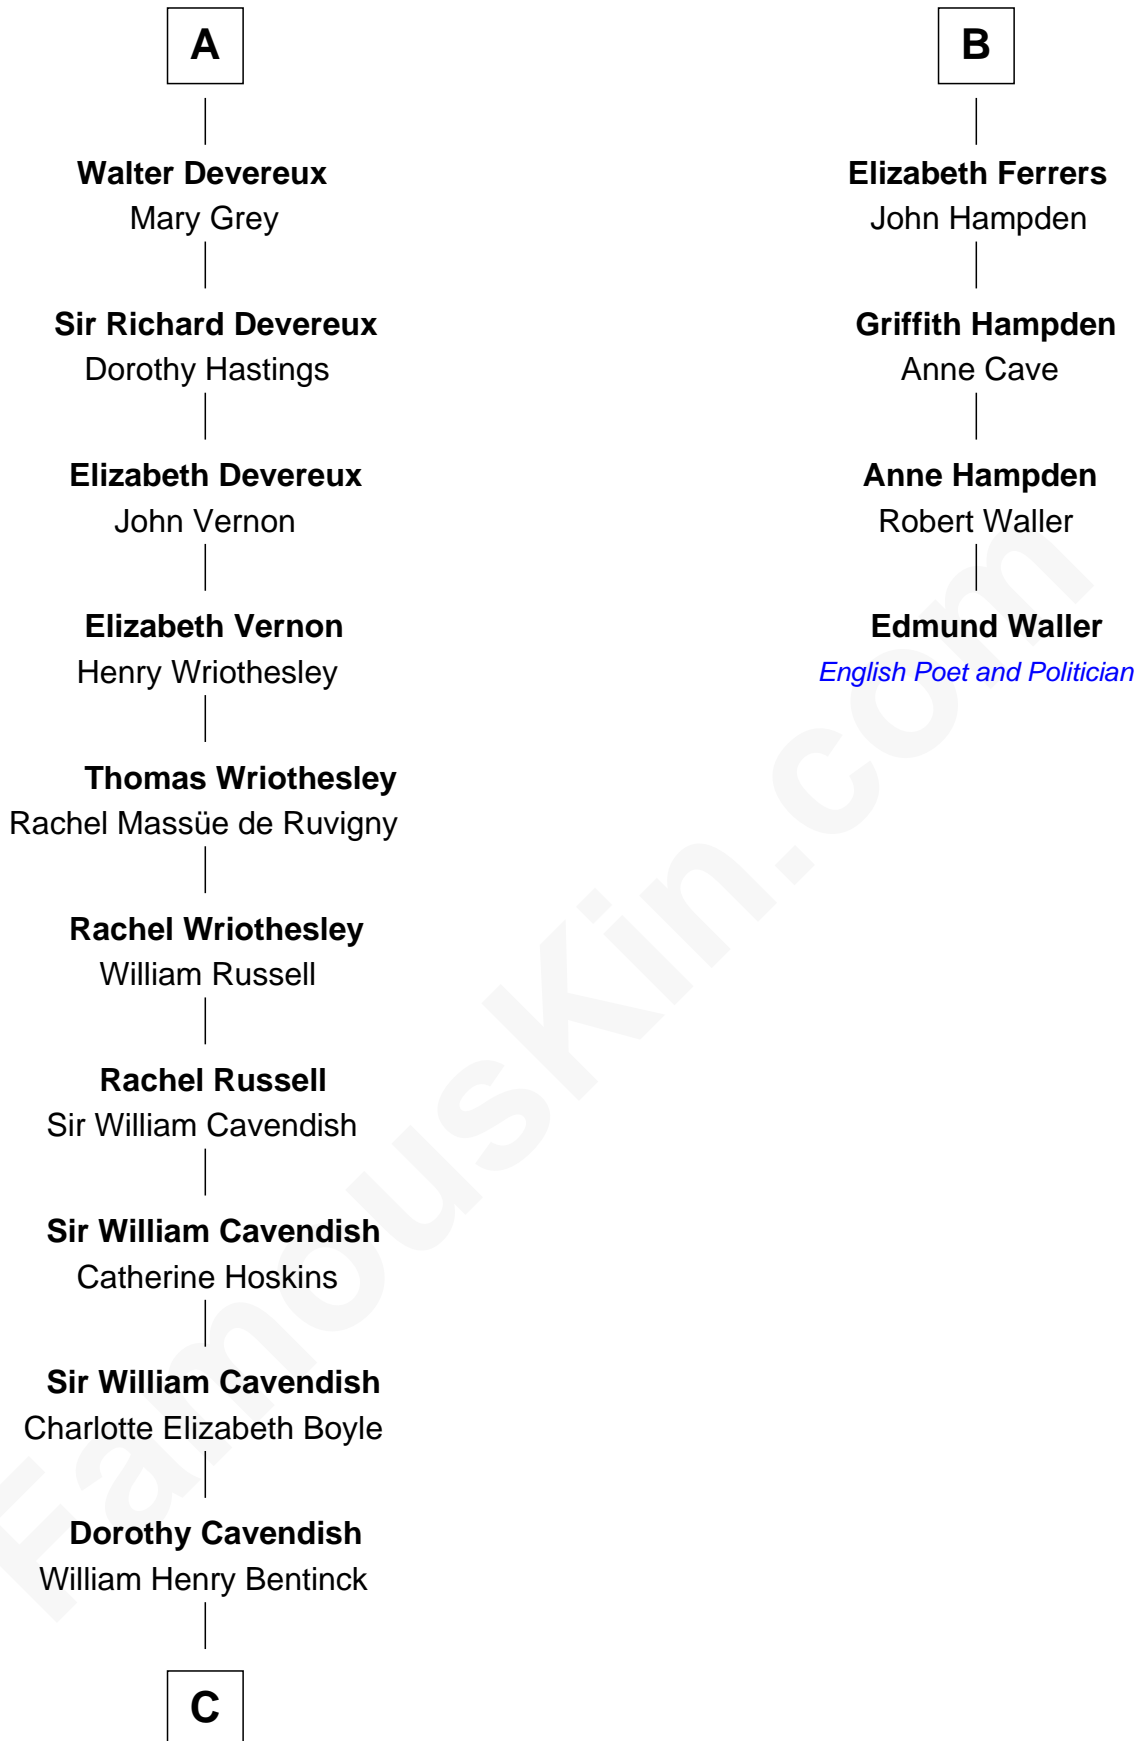 A
Walter Devereux
Mary Grey
Sir Richard Devereux
Dorothy Hastings
Elizabeth Devereux
John Vernon
Elizabeth Vernon
Henry Wriothesley
Thomas Wriothesley
Rachel Massüe de Ruvigny
Rachel Wriothesley
William Russell
Rachel Russell
Sir William Cavendish
Sir William Cavendish
Catherine Hoskins
Sir William Cavendish
Charlotte Elizabeth Boyle
Dorothy Cavendish
William Henry Bentinck
C
B
Elizabeth Ferrers
John Hampden
Griffith Hampden
Anne Cave
Anne Hampden
Robert Waller
Edmund Waller
English Poet and Politician
FamousKin.com